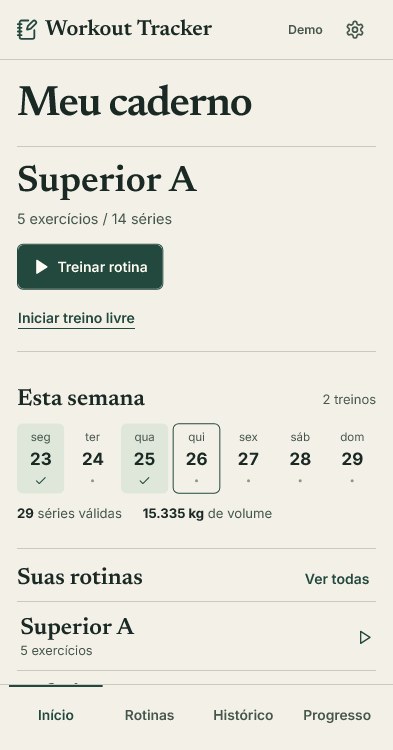 Workout Tracker
Demo
Meu caderno
Superior A
5 exercícios / 14 séries
Treinar rotina
Iniciar treino livre
Esta semana
2 treinos
seg ter qua qui sex sáb dom
23 24 25 26 27 28 29
29 séries válidas 15.335 kg de volume
Suas rotinas
Ver todas
Superior A
5 exercícios
Início Rotinas Histórico Progresso